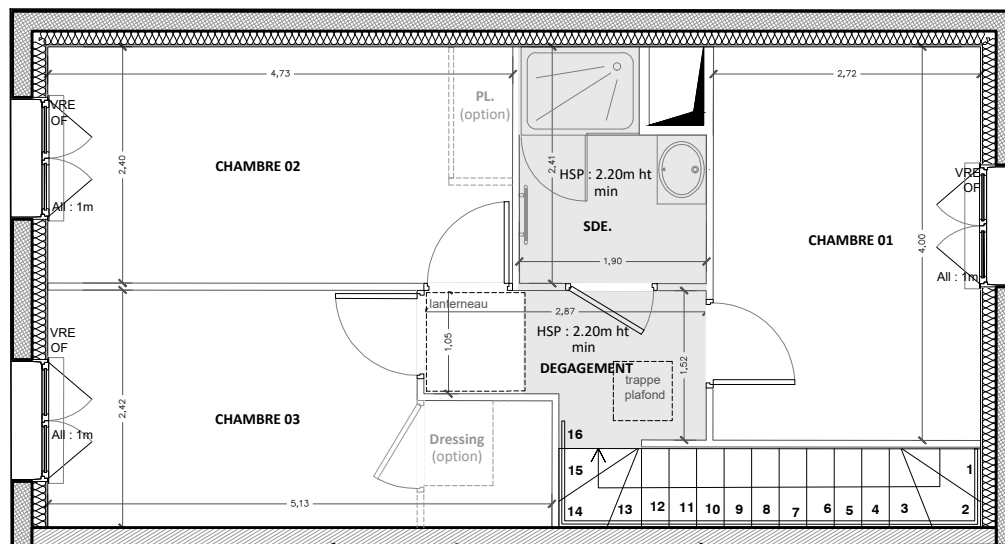 4,73
2,72
VRE
OF
PL.
(option)
2,40
CHAMBRE 02
2,41
HSP : 2.20m ht
min
VRE
OF
All : 1m
SDE.
CHAMBRE 01
4,00
1,90
All : 1m
lanterneau
2,87
VRE
OF
HSP : 2.20m ht
min
1,05
1,52
DEGAGEMENT
trappe
plafond
2,42
CHAMBRE 03
All : 1m
Dressing
(option)
16
15
1
5,13
14
13
12
11
10
9
8
7
6
5
4
3
2